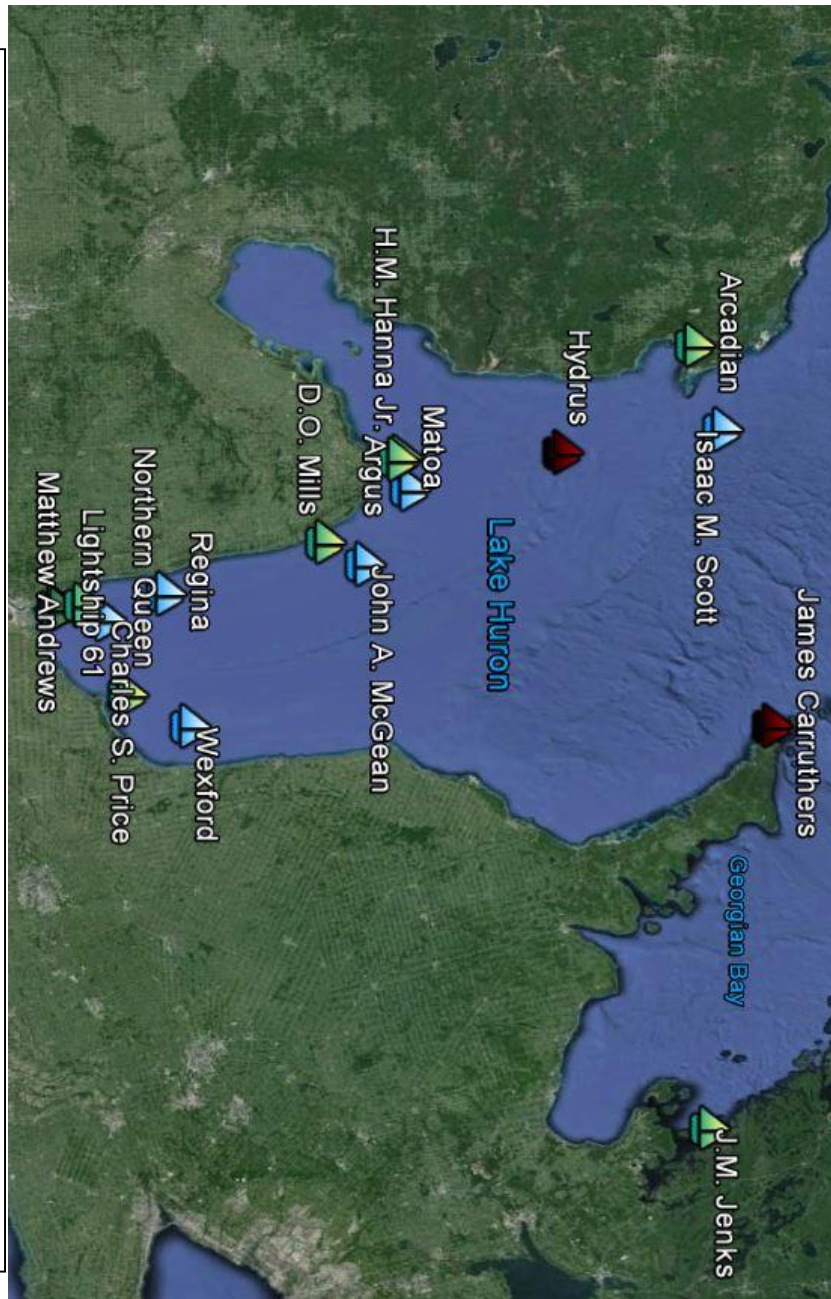 Arcadian
Isaac M. Scott
James Carruthers
Georgian Bay
J.M. Jenks
Hydrus
Lake Huron
Matoa
H.M. Hanna Jr.
Argus
D.O. Mills
John A. McGean
Regina
Wexford
Northern Queen
Charles S. Price
Lightship 61
Matthew Andrews